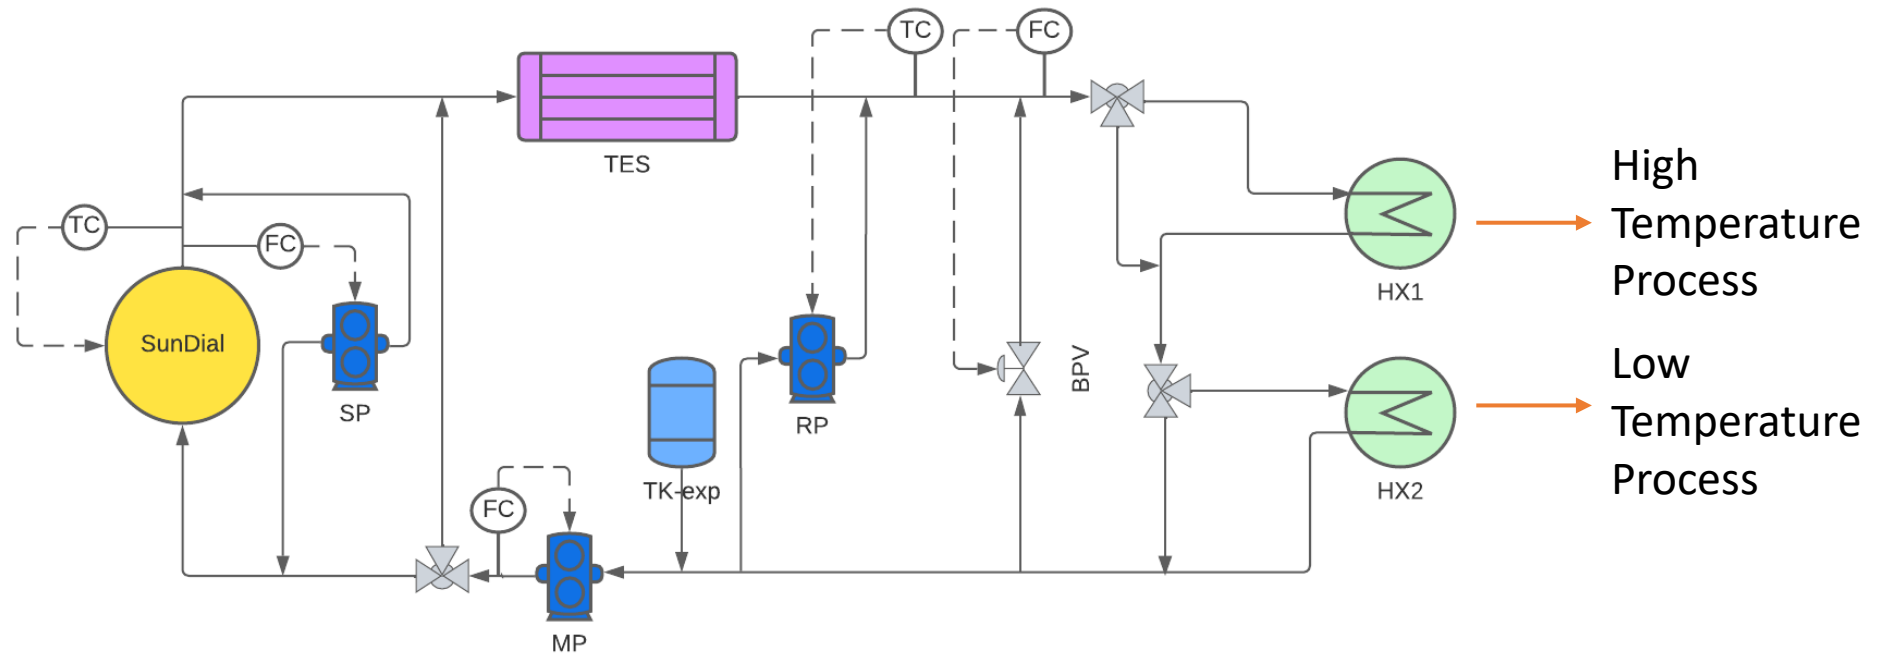 TC
FC
TES
High
Temperature
Process
TC
FC
HX1
SunDial
SP
RP
BPV
Low
Temperature
Process
TK-exp
HX2
FC
MP